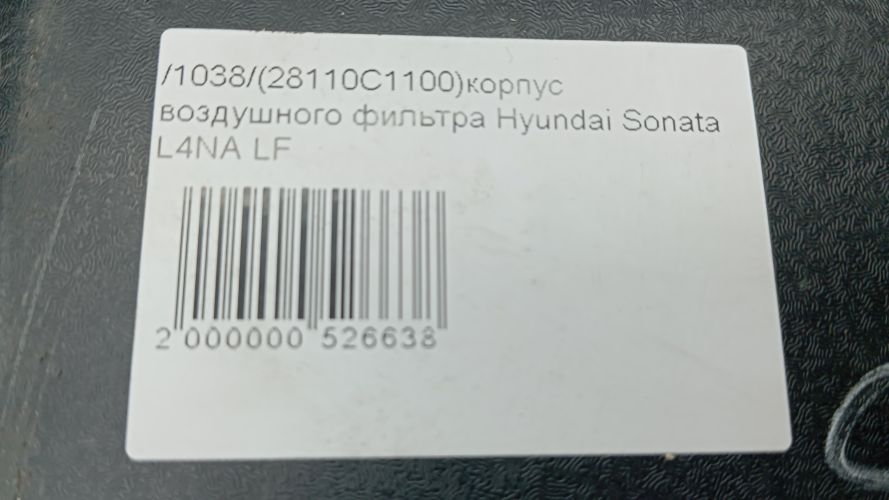 /1038/(28110C1100)корпус
воздушного фильтра Hyundai Sonata
L4NA LF
2 000000 526638